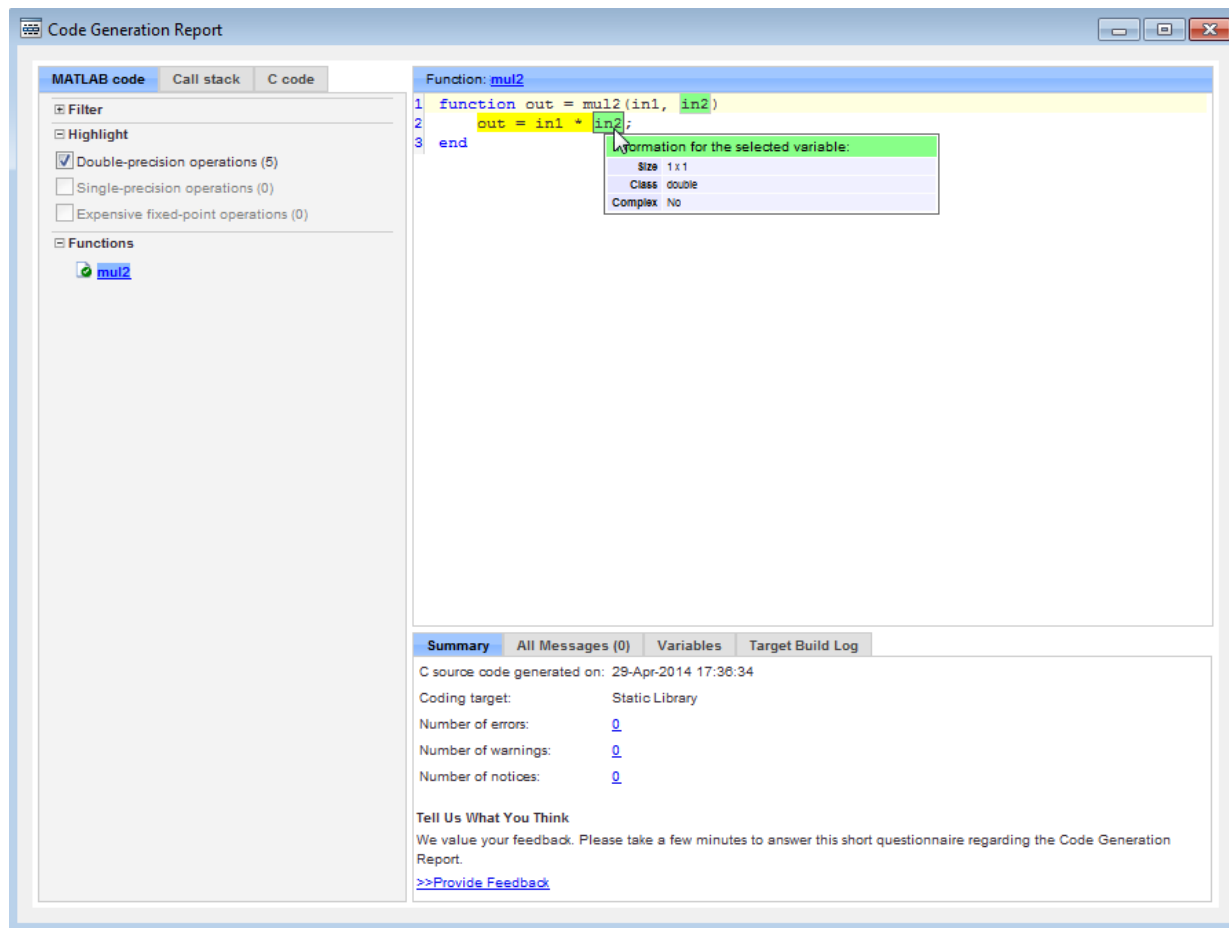 Code Generation Report
MATLAB code Call stack C code
Filter
Highlight
Double-precision operations (5)
Single-precision operations (0)
Expensive fixed-point operations (0)
Functions
mul2
Function: mul2
1 function out = mul2(in1, in2)
2 out = in1 * in2;
3 end
Information for the selected variable:
Size 1 x 1
Class double
Complex No
Summary All Messages (0) Variables Target Build Log
C source code generated on: 29-Apr-2014 17:36:34
Coding target: Static Library
Number of errors: 0
Number of warnings: 0
Number of notices: 0
Tell Us What You Think
We value your feedback. Please take a few minutes to answer this short questionnaire regarding the Code Generation
Report.
>>Provide Feedback